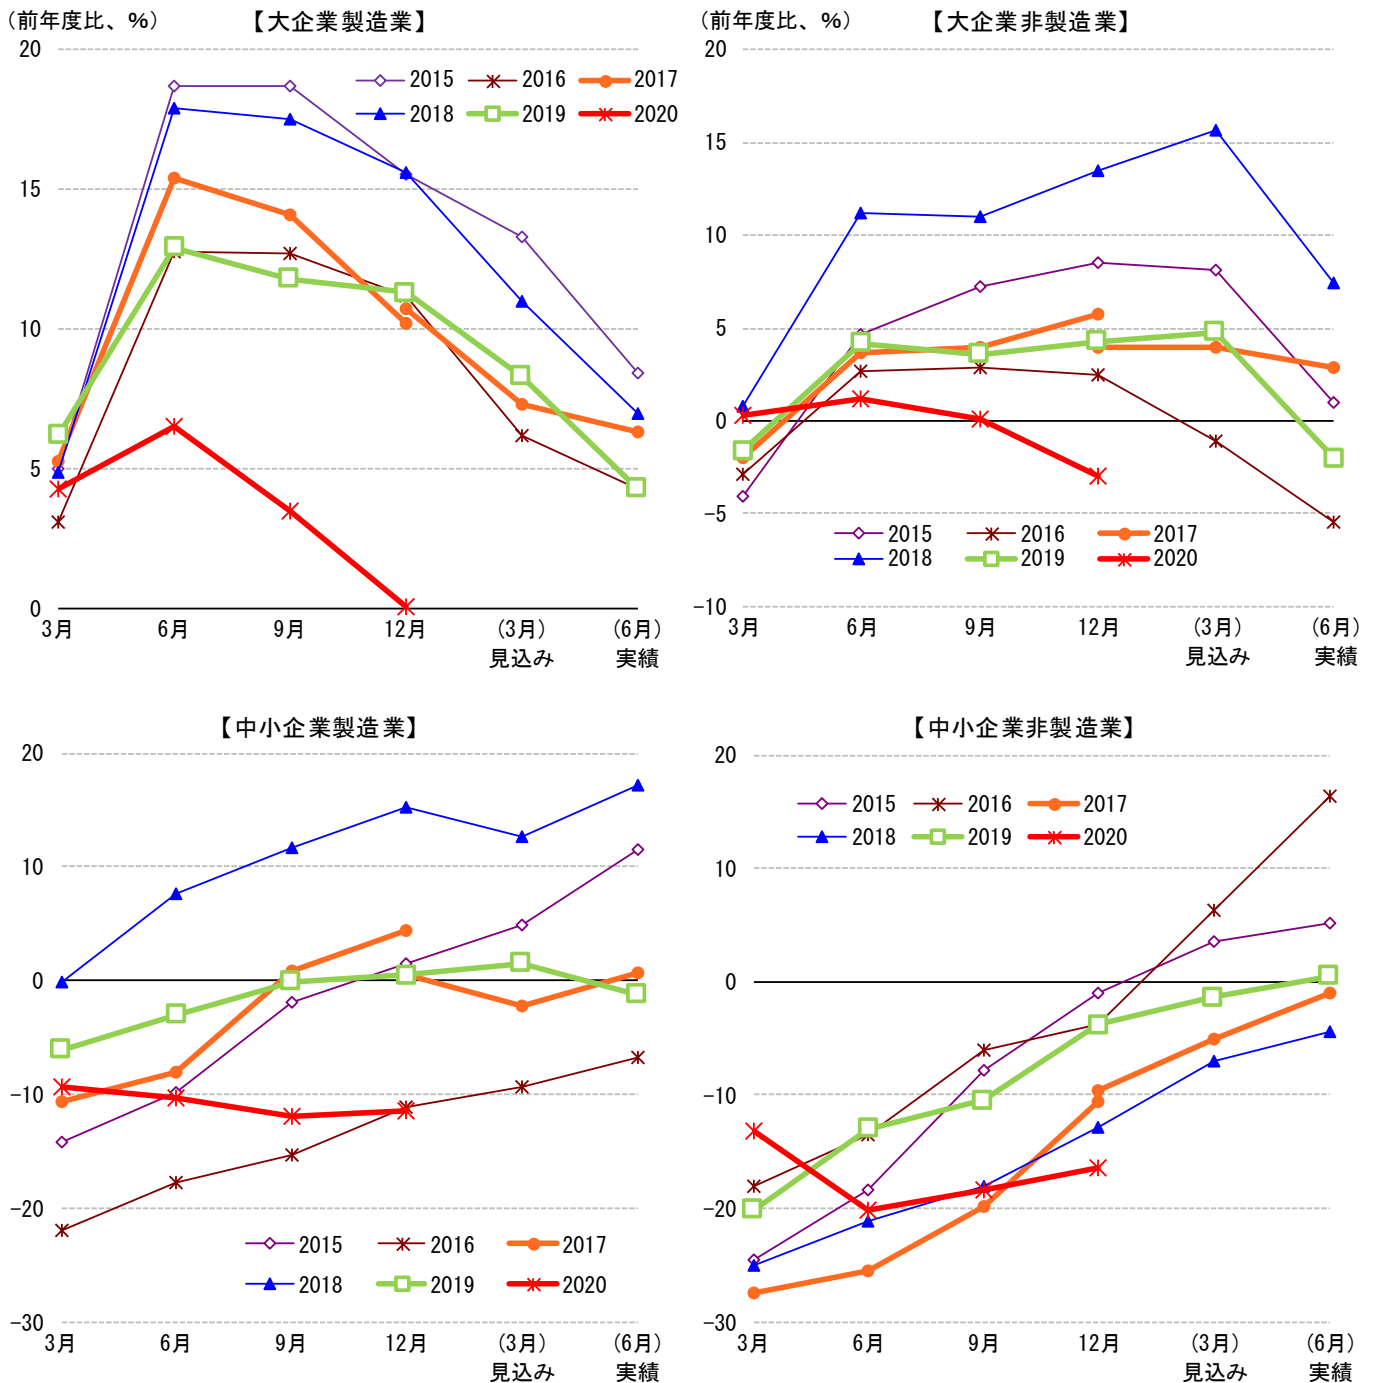 （前年度比、%）
【大企業製造業】
20
15
10
5
0
2015 2016 2017
2018 2019 2020
3月 6月 9月 12月 （3月） （6月）
見込み 実績
（前年度比、%）
【大企業非製造業】
20
15
10
5
0
−5
−10
2015 2016 2017
2018 2019 2020
3月 6月 9月 12月 （3月） （6月）
見込み 実績
【中小企業製造業】
20
10
0
−10
−20
−30
2015 2016 2017
2018 2019 2020
3月 6月 9月 12月 （3月） （6月）
見込み 実績
【中小企業非製造業】
20
10
0
−10
−20
−30
2015 2016 2017
2018 2019 2020
3月 6月 9月 12月 （3月） （6月）
見込み 実績